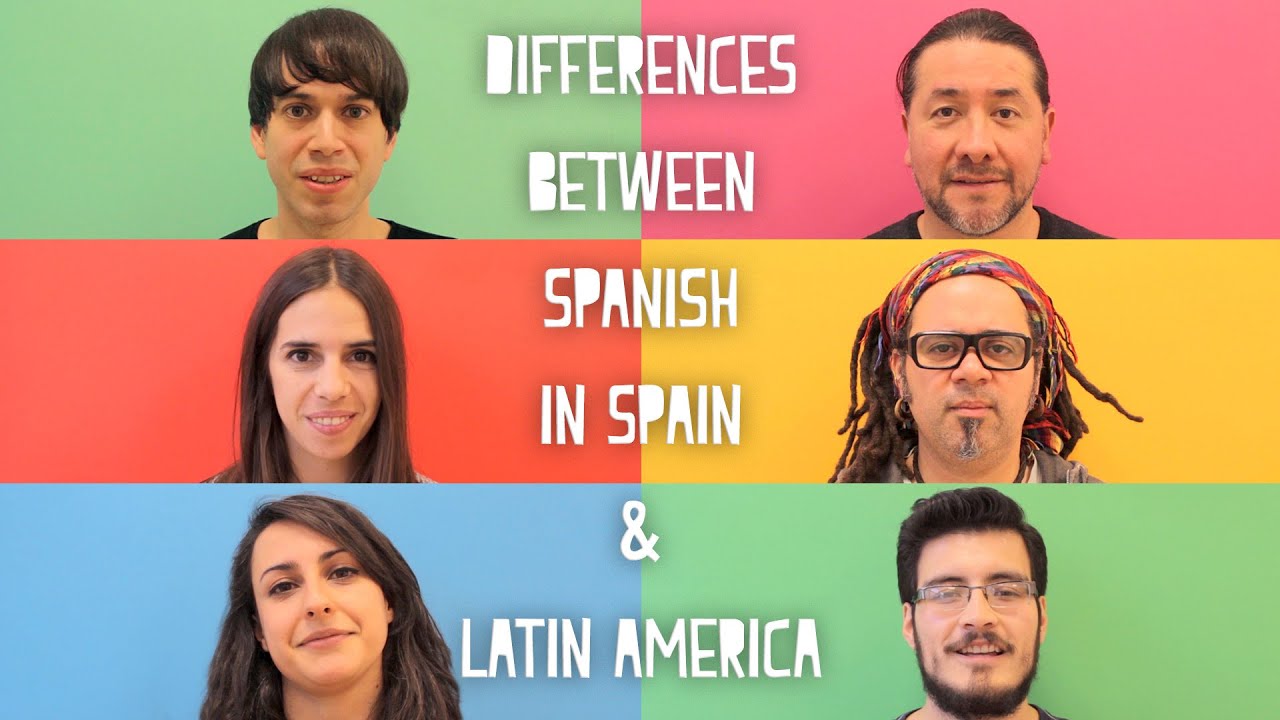 DIFFERENCES
BETWEEN
SPANISH
IN SPAIN
&
LATIN AMERICA